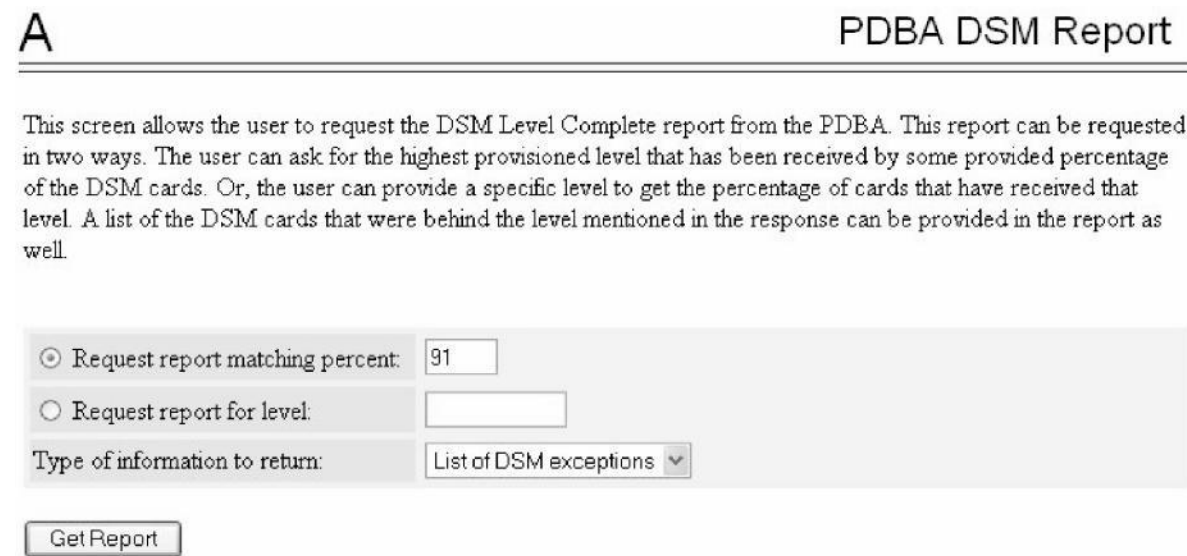 A PDBA DSM Report
This screen allows the user to request the DSM Level Complete report from the PDBA. This report can be requested
in two ways. The user can ask for the highest provisioned level that has been received by some provided percentage
of the DSM cards. Or, the user can provide a specific level to get the percentage of cards that have received that
level. A list of the DSM cards that were behind the level mentioned in the response can be provided in the report as
well.
Request report matching percent: 91
Request report for level:
Type of information to return: List of DSM exceptions
Get Report